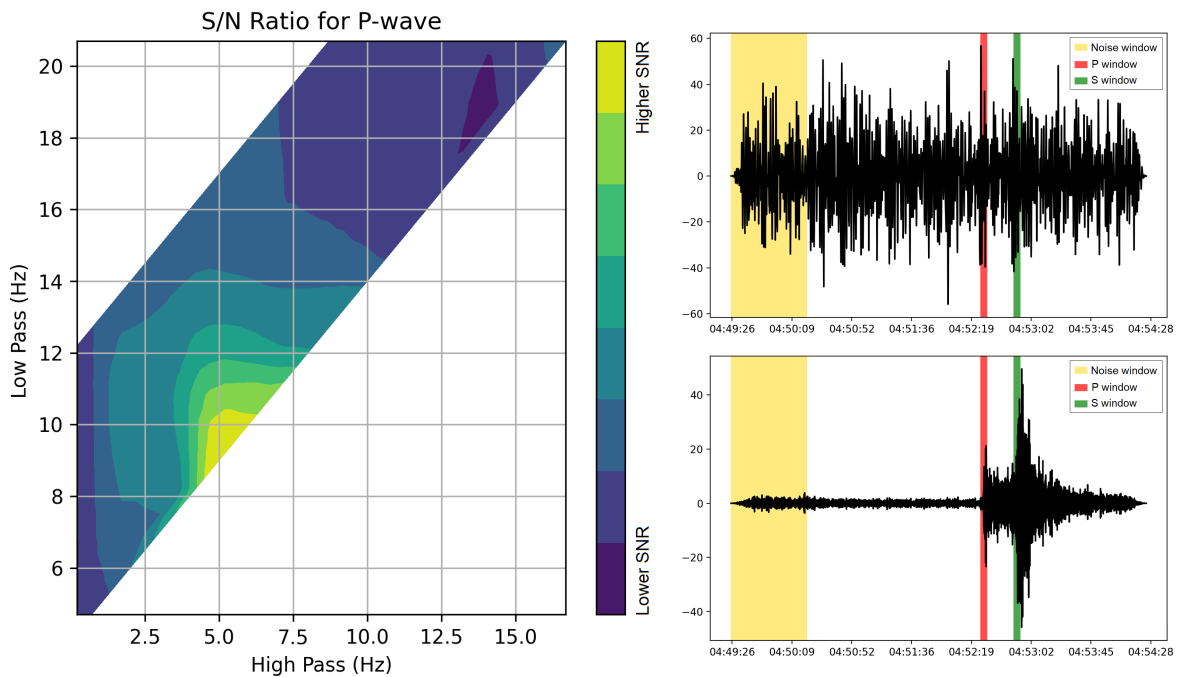 S/N Ratio for P-wave
20
18
16
14
12
10
8
6
Low Pass (Hz)
2.5 5.0 7.5 10.0 12.5 15.0
High Pass (Hz)
Higher SNR
Lower SNR
60
40
20
0
−20
−40
−60
Noise window
P window
S window
04:49:26 04:50:09 04:50:52 04:51:36 04:52:19 04:53:02 04:53:45 04:54:28
40
20
0
−20
−40
Noise window
P window
S window
04:49:26 04:50:09 04:50:52 04:51:36 04:52:19 04:53:02 04:53:45 04:54:28